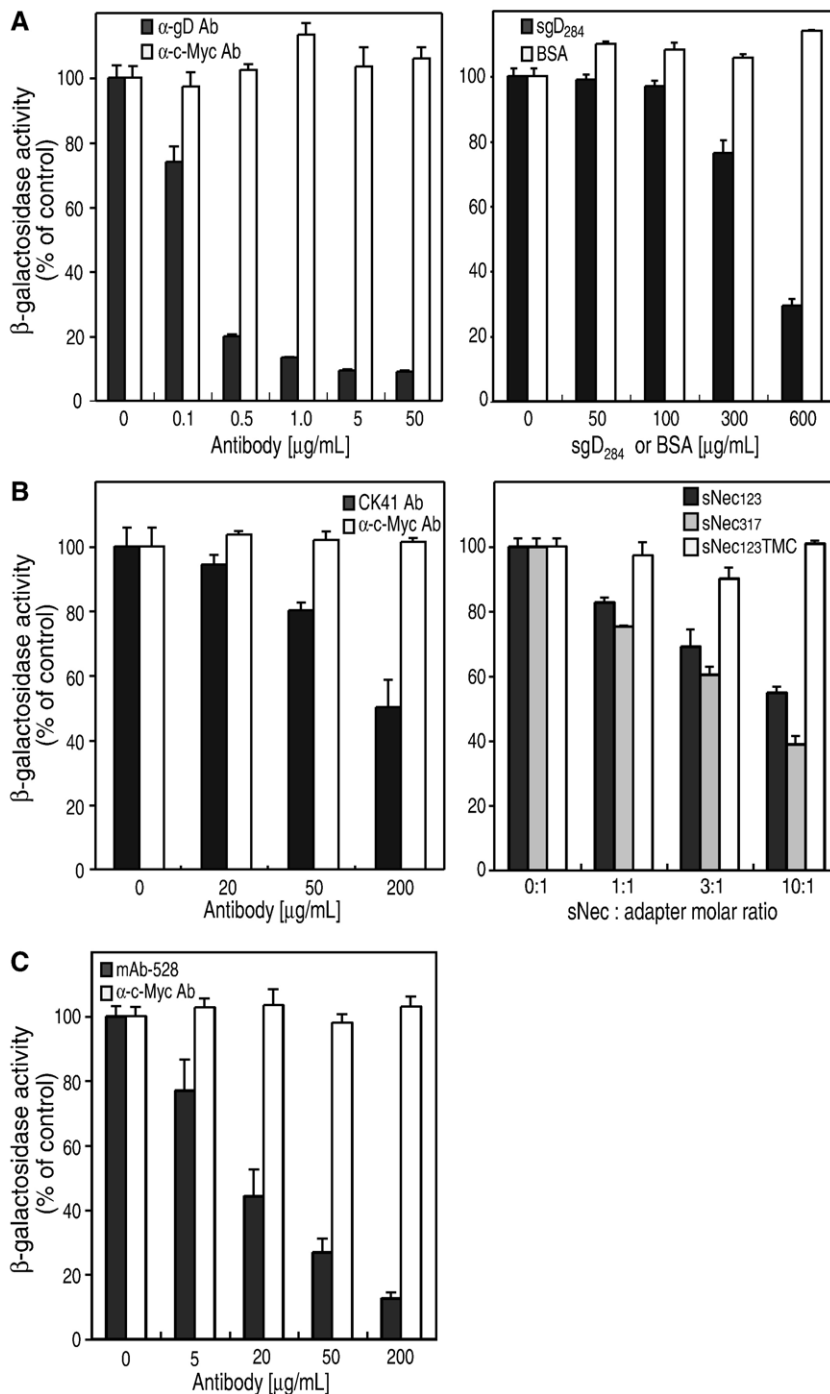 A
α-gD Ab
α-c-Myc Ab
β-galactosidase activity
(% of control)
100
80
60
40
20
0
0 0.1 0.5 1.0 5 50
Antibody [μg/mL]
sgD284
BSA
100
80
60
40
20
0
0 50 100 300 600
sgD284 or BSA [μg/mL]
B
CK41 Ab
α-c-Myc Ab
β-galactosidase activity
(% of control)
100
80
60
40
20
0
0 20 50 200
Antibody [μg/mL]
sNec123
sNec317
sNec123TMC
100
80
60
40
20
0
0:1 1:1 3:1 10:1
sNec : adapter molar ratio
C
mAb-528
α-c-Myc Ab
β-galactosidase activity
(% of control)
100
80
60
40
20
0
0 5 20 50 200
Antibody [μg/mL]